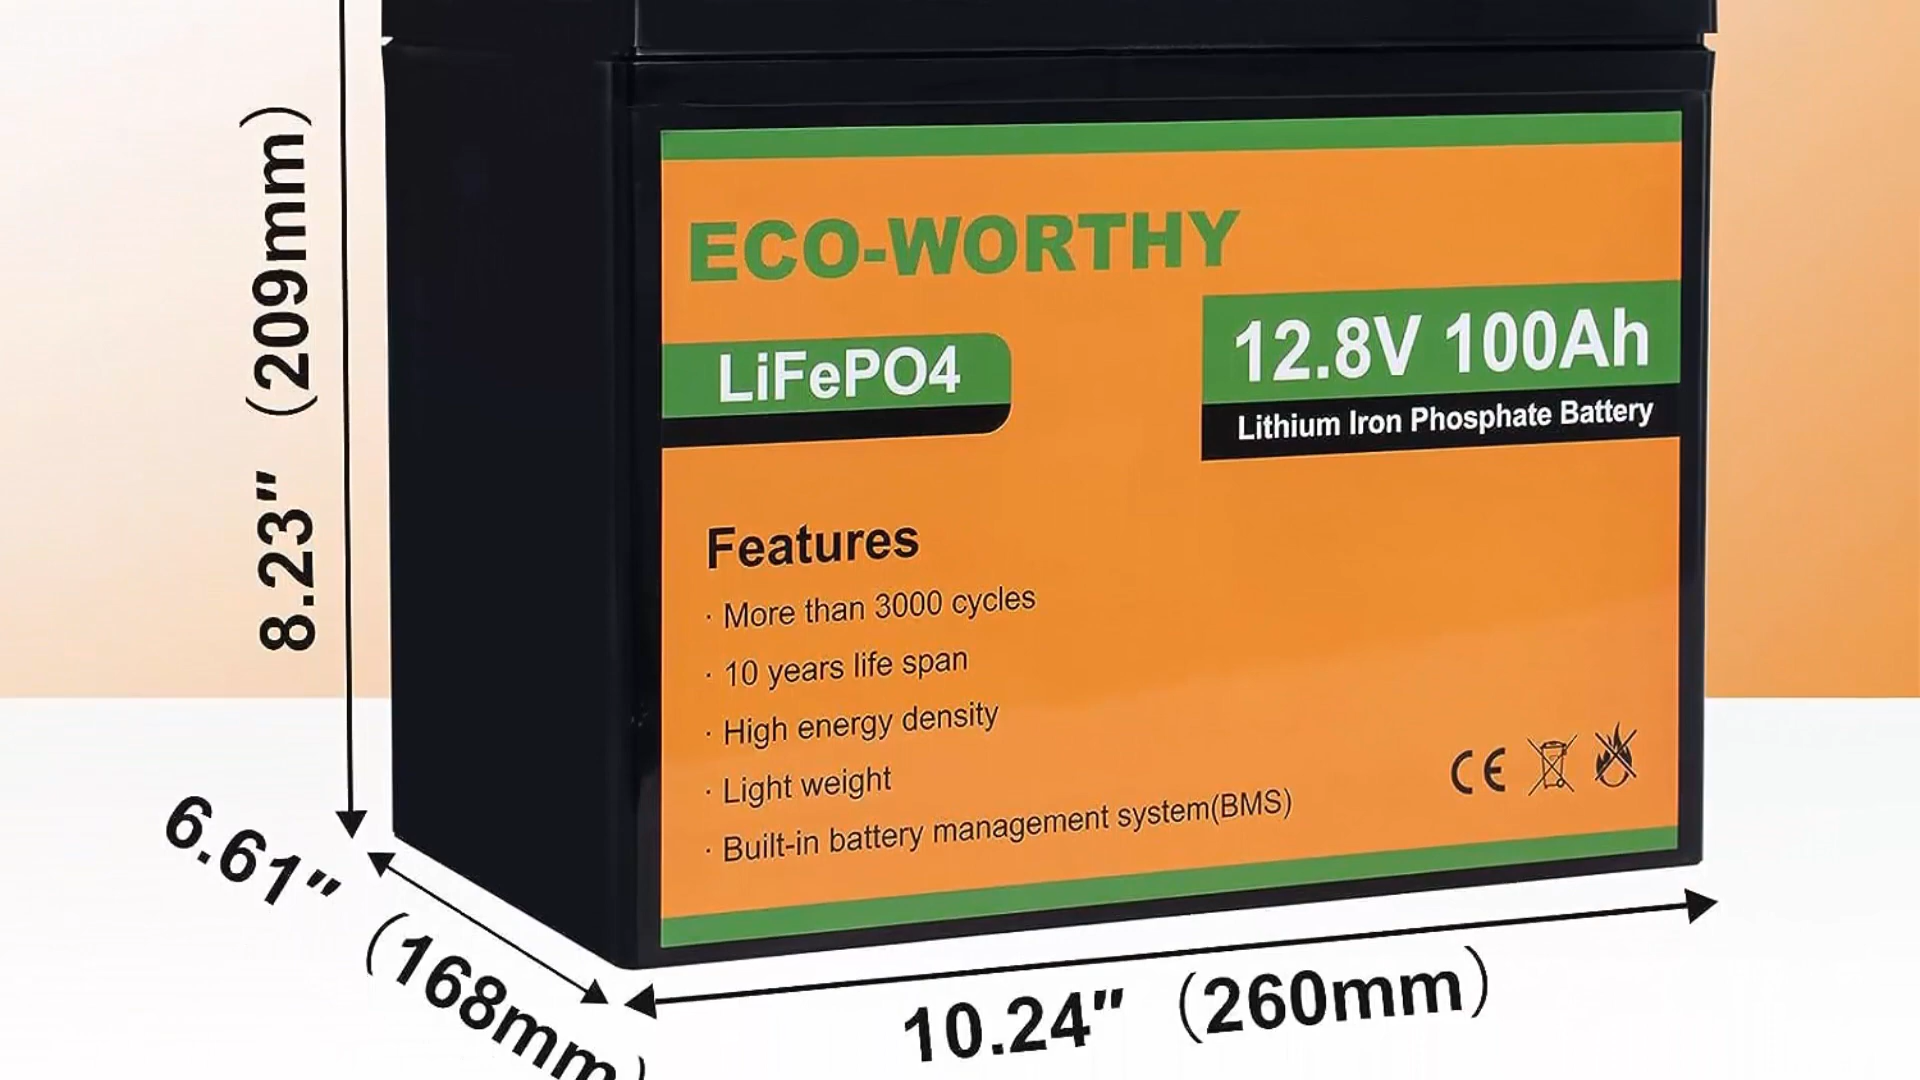 ECO-WORTHY
12.8V 100Ah
LiFePO4
Lithium Iron Phosphate Battery
Features
· More than 3000 cycles
· 10 years life span
· High energy density
· Light weight
· Built-in battery management system(BMS)
CE
8.23" (209mm)
6.61" (168mm)
10.24" (260mm)